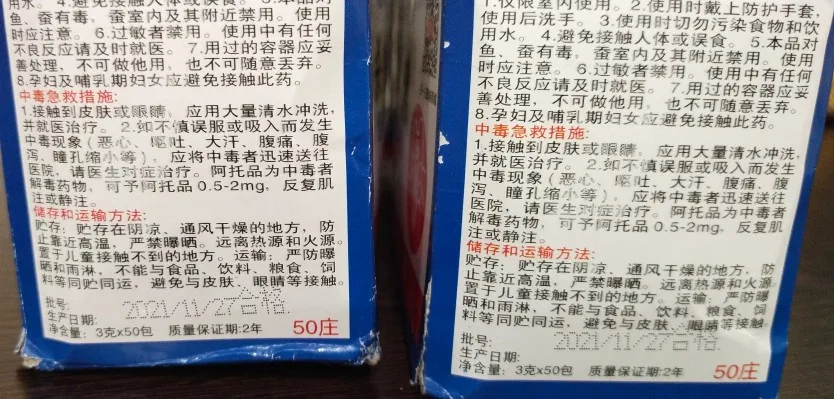 用水。4.避免接触人体或误食。5.本品对
鱼、蚕有毒，蚕室内及其附近禁用。使用
时应注意。6.过敏者禁用。使用中有任何
不良反应请及时就医。7.用过的容器应妥
善处理，不可做他用，也不可随意丢弃。
8.孕妇及哺乳期妇女应避免接触此药。
中毒急救措施:
1.接触到皮肤或眼睛，应用大量清水冲洗，
并就医治疗。2.如不慎误服或吸入而发生
中毒现象（恶心、呕吐、大汗、腹痛、腹
泻、瞳孔缩小等），应将中毒者迅速送往
医院，请医生对症治疗。阿托品为中毒者
解毒药物，可予阿托品0.5-2mg，反复肌
注或静注。
储存和运输方法:
贮存：贮存在阴凉、通风干燥的地方，防
止靠近高温，严禁曝晒。远离热源和火源。
置于儿童接触不到的地方。运输：严防曝
晒和雨淋，不能与食品、饮料、粮食、饲
料等同贮同运，避免与皮肤、眼睛等接触。
批号:
2021/11/27合格
生产日期:
净含量: 3克x50包 质量保证期:2年 50庄
1.仅限室内使用。2.使用时戴上防护手套，
使用后洗手。3.使用时切勿污染食物和饮
用水。4.避免接触人体或误食。5.本品对
鱼、蚕有毒，蚕室内及其附近禁用。使用
时应注意。6.过敏者禁用。使用中有任何
不良反应请及时就医。7.用过的容器应妥
善处理，不可做他用，也不可随意丢弃。
8.孕妇及哺乳期妇女应避免接触此药。
中毒急救措施:
1.接触到皮肤或眼睛，应用大量清水冲洗，
并就医治疗。2.如不慎误服或吸入而发生
中毒现象（恶心、呕吐、大汗、腹痛、腹
泻、瞳孔缩小等），应将中毒者迅速送往
医院，请医生对症治疗。阿托品为中毒者
解毒药物，可予阿托品0.5-2mg，反复肌
注或静注。
储存和运输方法:
贮存：贮存在阴凉、通风干燥的地方，防
止靠近高温，严禁曝晒。远离热源和火源。
置于儿童接触不到的地方。运输：严防曝
晒和雨淋，不能与食品、饮料、粮食、饲
料等同贮同运，避免与皮肤、眼睛等接触
批号:
2021/11/27合格
生产日期:
净含量: 3克x50包 质量保证期:2年 50庄